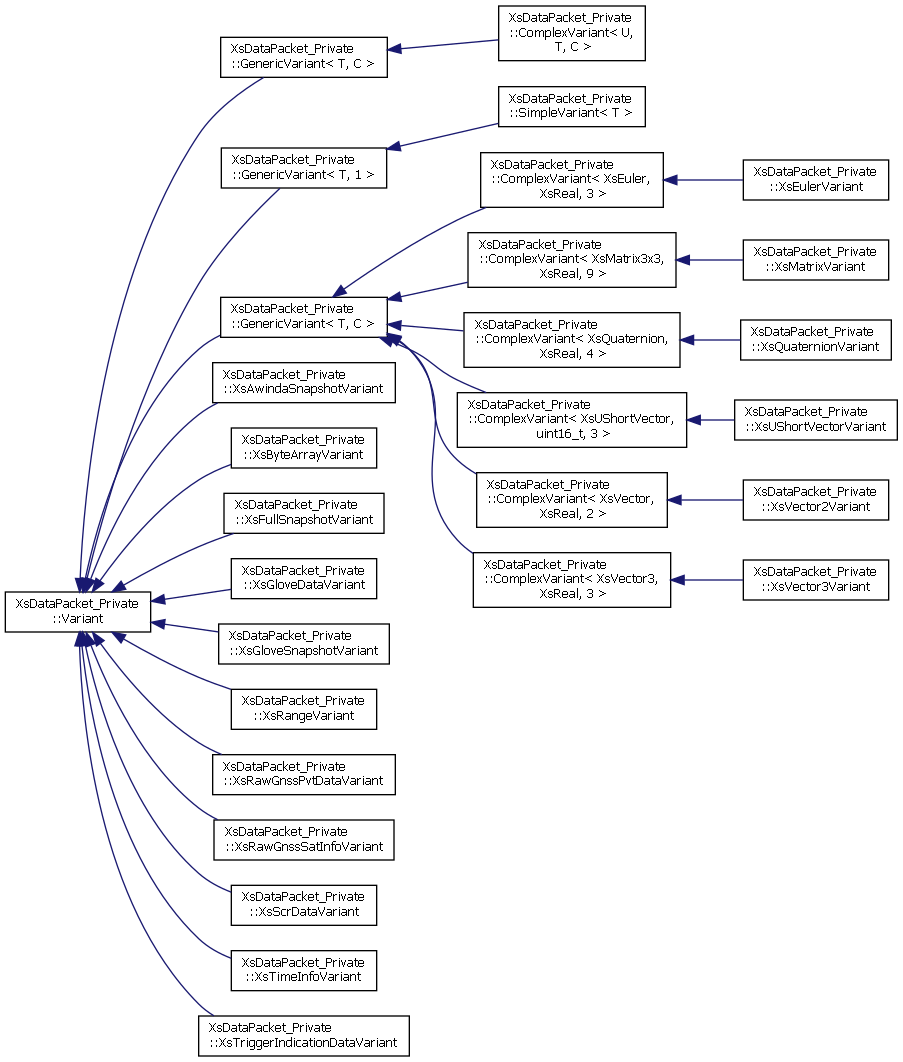 XsDataPacket_Private
::ComplexVariant< U,
T, C >
XsDataPacket_Private
::GenericVariant< T, C >
XsDataPacket_Private
::SimpleVariant< T >
XsDataPacket_Private
::GenericVariant< T, 1 >
XsDataPacket_Private
::ComplexVariant< XsEuler,
XsReal, 3 >
XsDataPacket_Private
::XsEulerVariant
XsDataPacket_Private
::ComplexVariant< XsMatrix3x3,
XsReal, 9 >
XsDataPacket_Private
::XsMatrixVariant
XsDataPacket_Private
::GenericVariant< T, C >
XsDataPacket_Private
::ComplexVariant< XsQuaternion,
XsReal, 4 >
XsDataPacket_Private
::XsQuaternionVariant
XsDataPacket_Private
::XsAwindaSnapshotVariant
XsDataPacket_Private
::ComplexVariant< XsUShortVector,
uint16_t, 3 >
XsDataPacket_Private
::XsUShortVectorVariant
XsDataPacket_Private
::XsByteArrayVariant
XsDataPacket_Private
::ComplexVariant< XsVector,
XsReal, 2 >
XsDataPacket_Private
::XsVector2Variant
XsDataPacket_Private
::XsFullSnapshotVariant
XsDataPacket_Private
::ComplexVariant< XsVector3,
XsReal, 3 >
XsDataPacket_Private
::XsVector3Variant
XsDataPacket_Private
::XsGloveDataVariant
XsDataPacket_Private
::Variant
XsDataPacket_Private
::XsGloveSnapshotVariant
XsDataPacket_Private
::XsRangeVariant
XsDataPacket_Private
::XsRawGnssPvtDataVariant
XsDataPacket_Private
::XsRawGnssSatInfoVariant
XsDataPacket_Private
::XsScrDataVariant
XsDataPacket_Private
::XsTimeInfoVariant
XsDataPacket_Private
::XsTriggerIndicationDataVariant